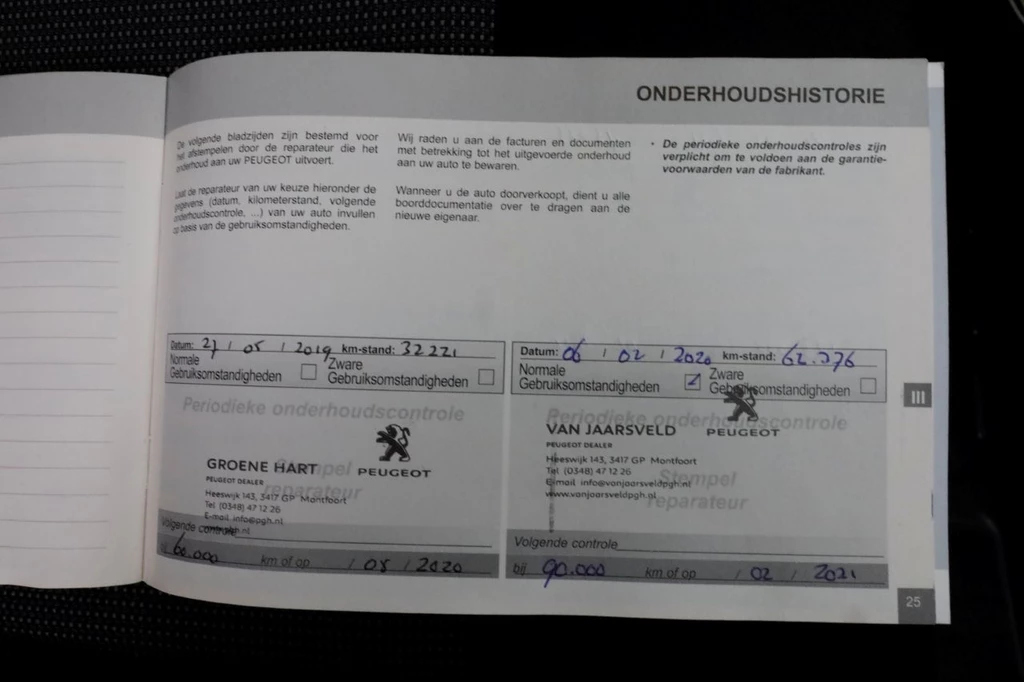 ONDERHOUDSHISTORIE
De volgende bladzijden zijn bestemd voor
het afstempelen door de reparateur die het
onderhoud aan uw PEUGEOT uitvoert.
Laat de reparateur van uw keuze hieronder de
gegevens (datum, kilometerstand, volgende
onderhoudscontrole, ...) van uw auto invullen
op basis van de gebruiksomstandigheden.
Wij raden u aan de facturen en documenten
met betrekking tot het uitgevoerde onderhoud
aan uw auto te bewaren.
Wanneer u de auto doorverkoopt, dient u alle
boorddocumentatie over te dragen aan de
nieuwe eigenaar.
• De periodieke onderhoudscontroles zijn
verplicht om te voldoen aan de garantie-
voorwaarden van de fabrikant.
Datum: 27 / 05 / 2019 km-stand: 32221
Normale
Gebruiksomstandigheden
Zware
Gebruiksomstandigheden
Periodieke onderhoudscontrole
GROENE HART
PEUGEOT
PEUGEOT DEALER
Stempel
reparateur
Heeswijk 143, 3417 GP Montfoort
Tel (0348) 47 12 26
E-mail info@pgh.nl
Volgende controle
60.000 km of op / 05 / 2020
Datum: 06 / 02 / 2020 km-stand: 62.376
Normale
Gebruiksomstandigheden
Zware
Gebruiksomstandigheden
Periodieke onderhoudscontrole
VAN JAARSVELD
PEUGEOT
PEUGEOT DEALER
Heeswijk 143, 3417 GP Montfoort
Tel (0348) 47 12 26
E-mail info@vanjaarsveldpgh.nl
www.vanjaarsveldpgh.nl
Stempel
reparateur
Volgende controle
bij 90.000 km of op / 02 / 2021
III
25